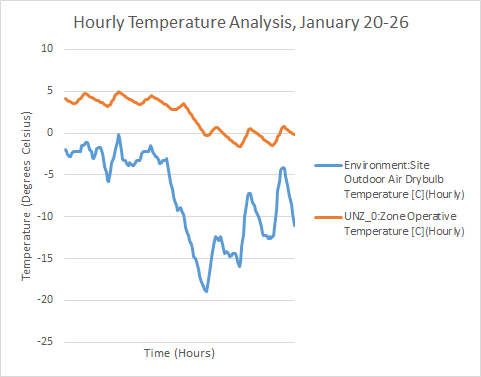 Hourly Temperature Analysis, January 20-26
10
5
0
-5
-10
-15
-20
-25
Temperature (Degrees Celsius)
Time (Hours)
Environment:Site
Outdoor Air Drybulb
Temperature [C](Hourly)
UNZ_0:Zone Operative
Temperature [C](Hourly)